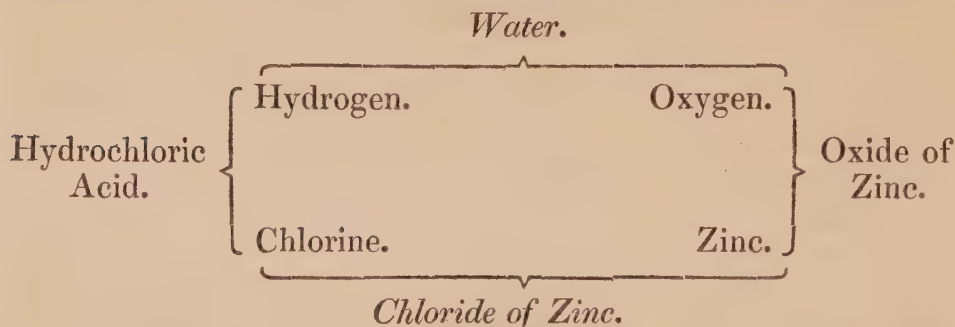 Water.
Hydrogen. Oxygen.
Hydrochloric Acid.
Oxide of Zinc.
Chlorine. Zinc.
Chloride of Zinc.